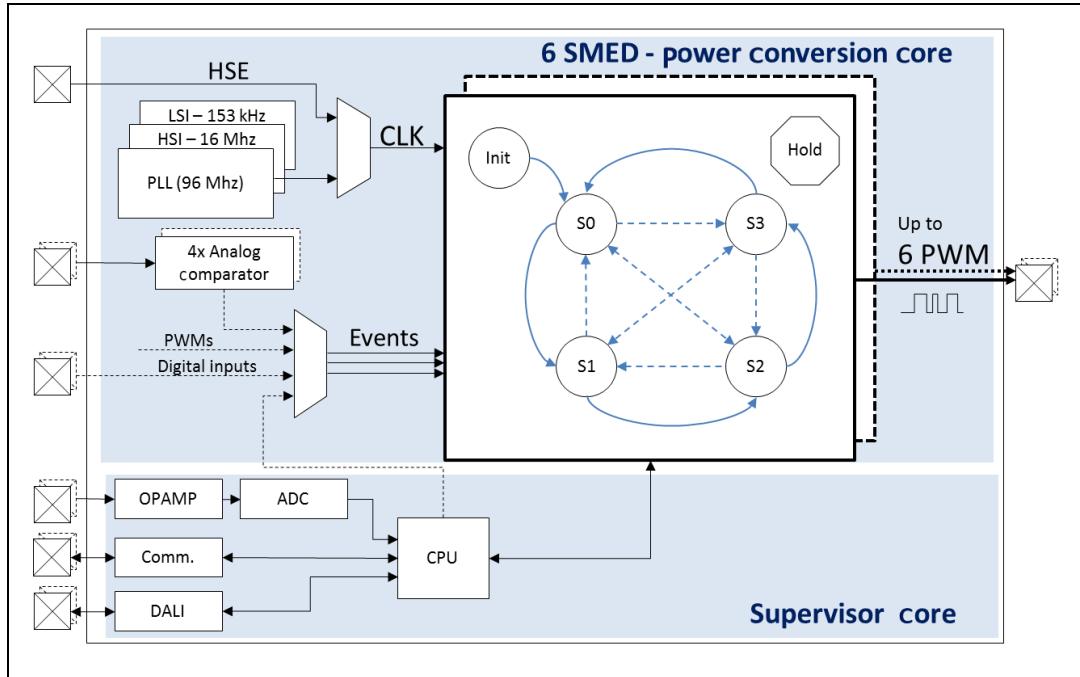 6 SMED - power conversion core
HSE
LSI – 153 kHz
HSI – 16 Mhz
PLL (96 Mhz)
CLK
4x Analog
comparator
PWMs
Digital inputs
Events
Init
Hold
S0
S3
S1
S2
Up to
6 PWM
OPAMP
ADC
Comm.
CPU
DALI
Supervisor core